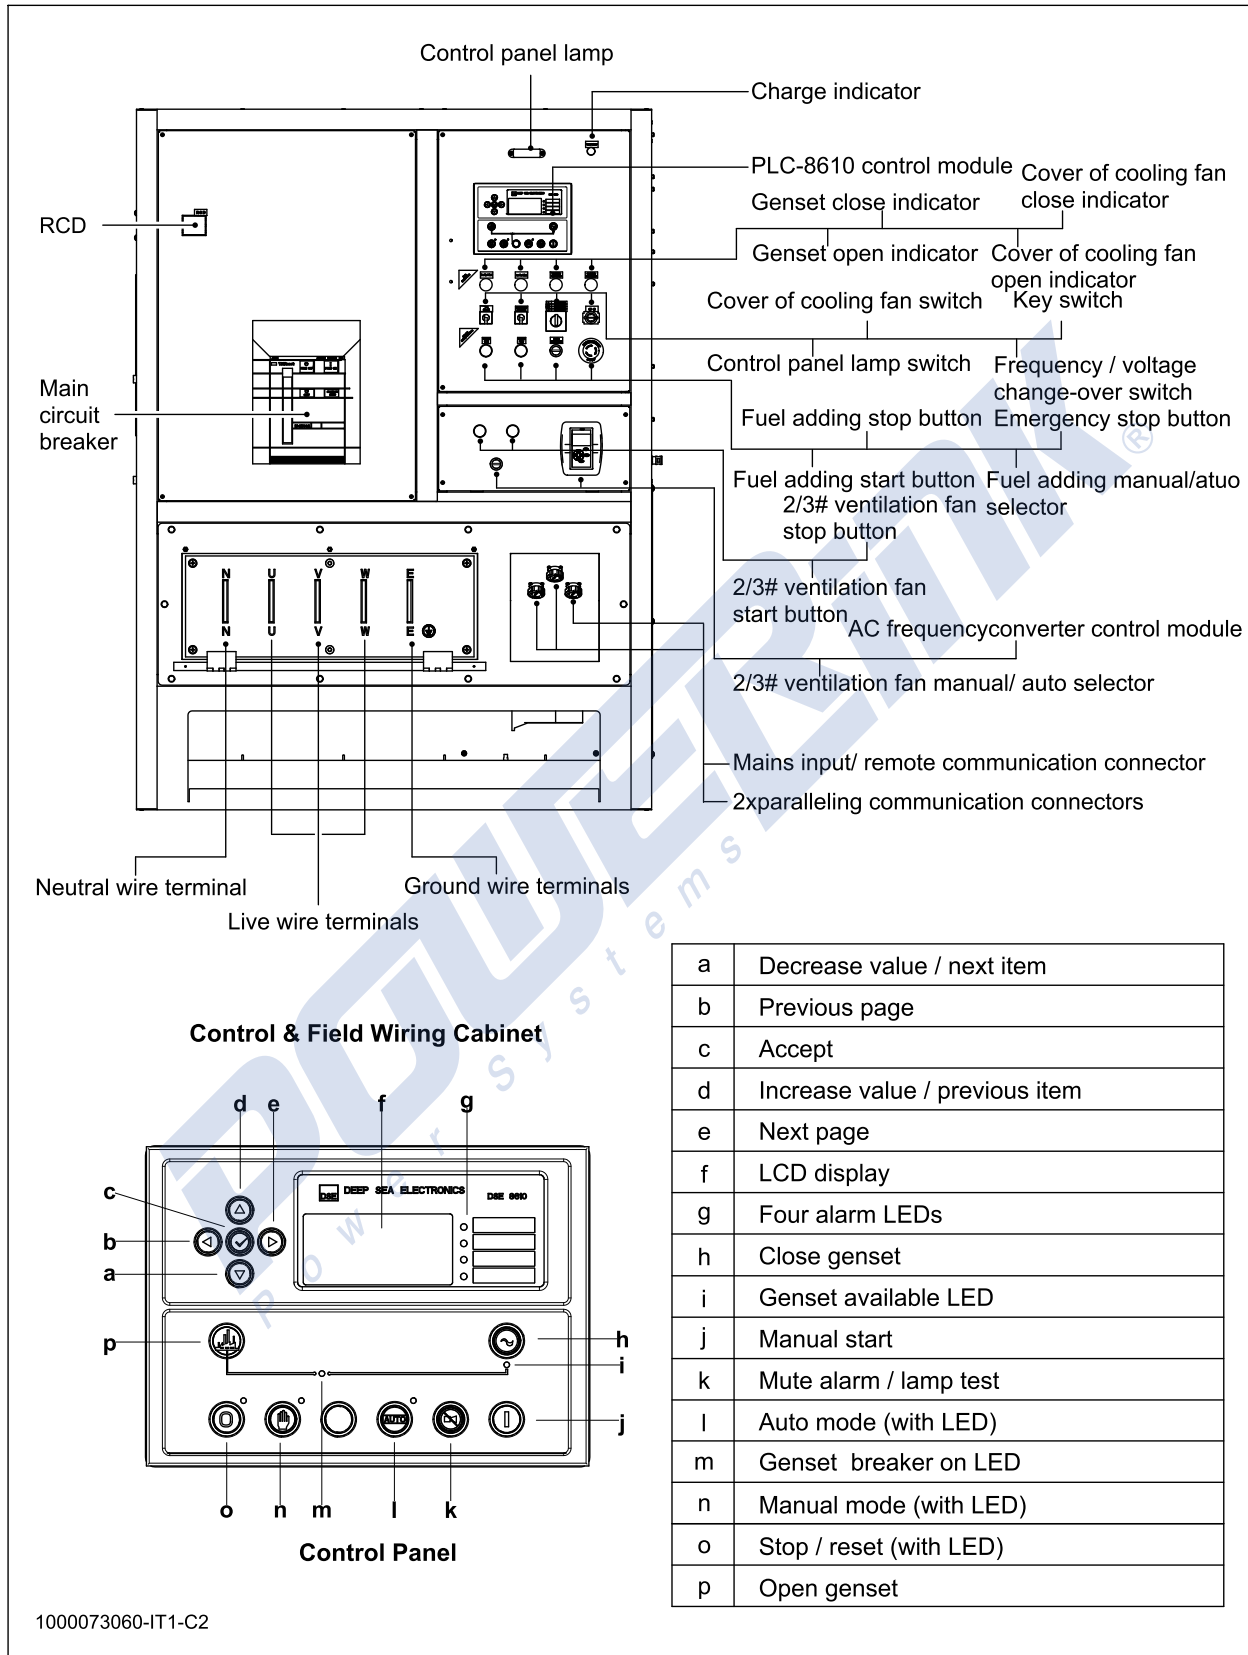 Control panel lamp
Charge indicator
PLC-8610 control module
Cover of cooling fan
close indicator
Genset close indicator
RCD
Genset open indicator
Cover of cooling fan
open indicator
Cover of cooling fan switch
Key switch
Control panel lamp switch
Frequency / voltage
change-over switch
Main
circuit
breaker
Fuel adding stop button
Emergency stop button
Fuel adding start button
Fuel adding manual/atuo
selector
2/3# ventilation fan
stop button
2/3# ventilation fan
start button
AC frequencyconverter control module
2/3# ventilation fan manual/ auto selector
N U V W E
N U V W E
Mains input/ remote communication connector
2xparalleling communication connectors
Neutral wire terminal
Ground wire terminals
Live wire terminals
POWERLINK ®
Power Systems
Control & Field Wiring Cabinet
a Decrease value / next item
b Previous page
c Accept
d Increase value / previous item
e Next page
f LCD display
g Four alarm LEDs
h Close genset
i Genset available LED
j Manual start
k Mute alarm / lamp test
l Auto mode (with LED)
m Genset breaker on LED
n Manual mode (with LED)
o Stop / reset (with LED)
p Open genset
d e f g
DSE DEEP SEA ELECTRONICS DSE 8610
c
b
a
p
h
i
AUTO
j
o n m l k
Control Panel
1000073060-IT1-C2